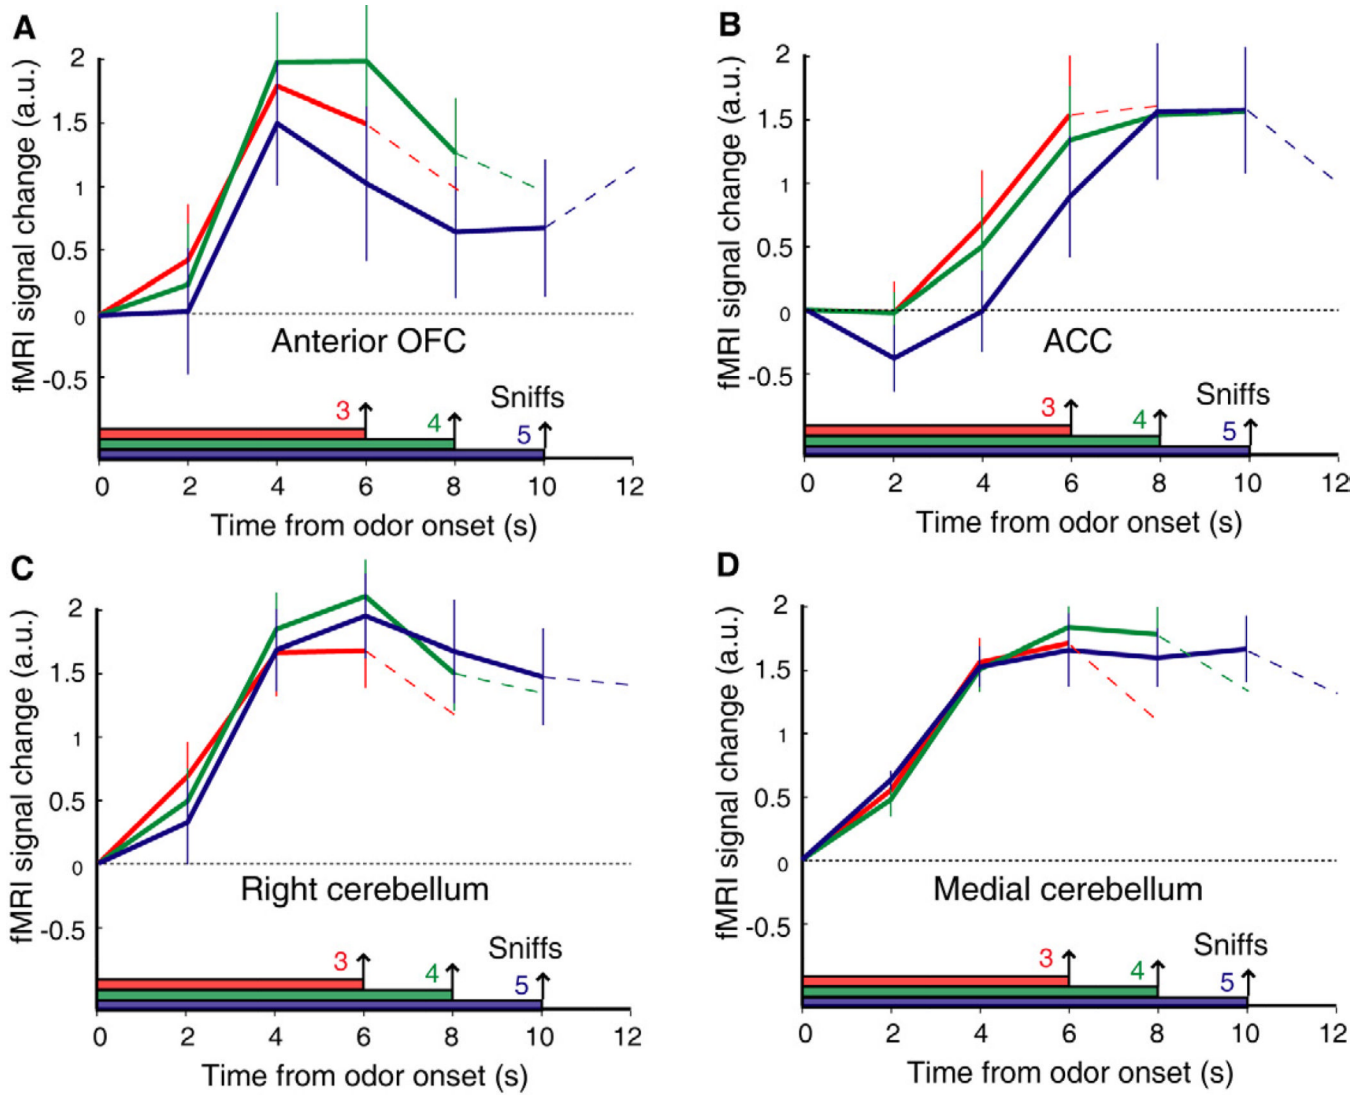 A
fMRI signal change (a.u.)
2
1.5
1
0.5
0
-0.5
Anterior OFC
Sniffs
3
4
5
0 2 4 6 8 10 12
Time from odor onset (s)
B
fMRI signal change (a.u.)
2
1.5
1
0.5
0
-0.5
ACC
Sniffs
3
4
5
0 2 4 6 8 10 12
Time from odor onset (s)
C
fMRI signal change (a.u.)
2
1.5
1
0.5
0
-0.5
Right cerebellum
Sniffs
3
4
5
0 2 4 6 8 10 12
Time from odor onset (s)
D
fMRI signal change (a.u.)
2
1.5
1
0.5
0
-0.5
Medial cerebellum
Sniffs
3
4
5
0 2 4 6 8 10 12
Time from odor onset (s)